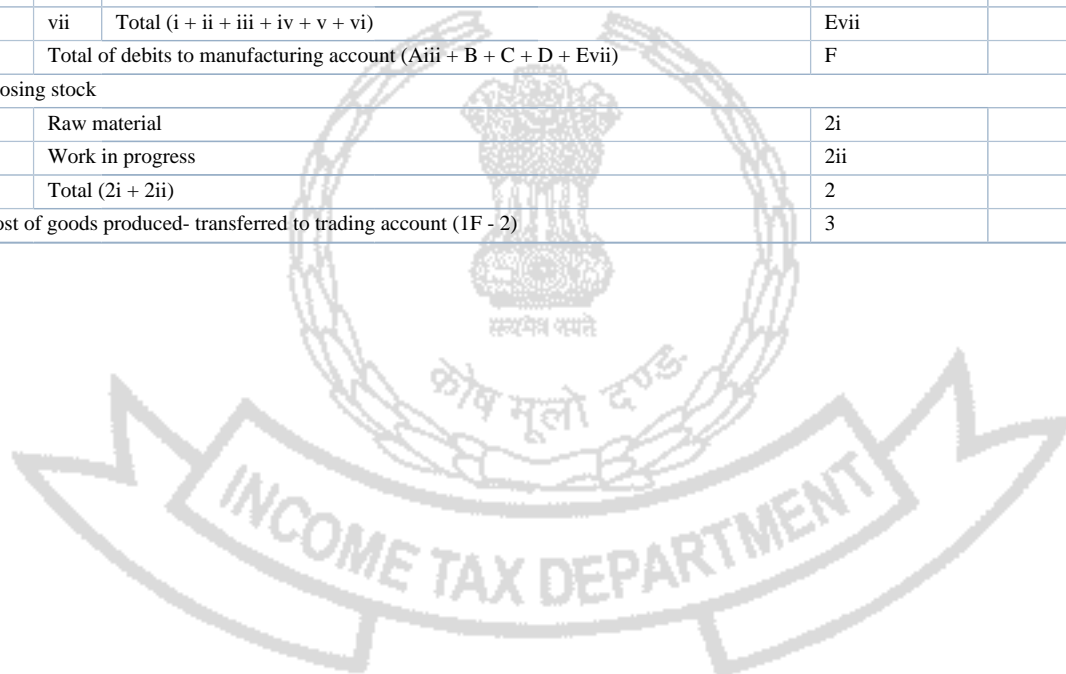 vii Total (i + ii + iii + iv + v + vi) Evii
Total of debits to manufacturing account (Aiii + B + C + D + Evii) F
osing stock
Raw material 2i
Work in progress 2ii
Total (2i + 2ii) 2
ost of goods produced- transferred to trading account (1F - 2) 3
सत्यमेव जयते
कोष मूलो दण्ड:
INCOME TAX DEPARTMENT